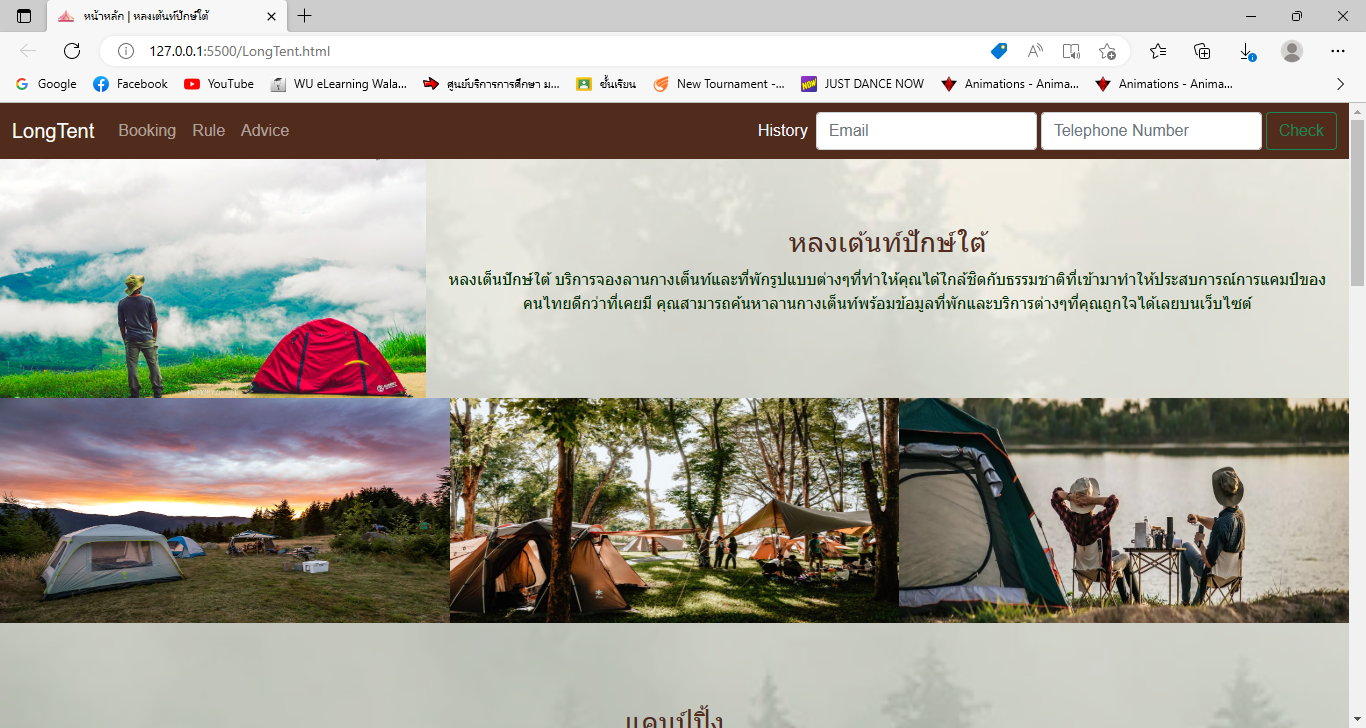 หน้าหลัก | หลงเต้นท์ปักษ์ใต้
127.0.0.1:5500/LongTent.html
Google Facebook YouTube WU eLearning Wala... ศูนย์บริการการศึกษา ม... ชั้นเรียน New Tournament -... JUST DANCE NOW Animations - Anima... Animations - Anima...
LongTent Booking Rule Advice History Email Telephone Number Check
หลงเต้นท์ปักษ์ใต้
หลงเต็นปักษ์ใต้ บริการจองลานกางเต็นท์และที่พักรูปแบบต่างๆที่ทำให้คุณได้ใกล้ชิดกับธรรมชาติที่เข้ามาทำให้ประสบการณ์การแคมป์ของ
คนไทยดีกว่าที่เคยมี คุณสามารถค้นหาลานกางเต็นท์พร้อมข้อมูลที่พักและบริการต่างๆที่คุณถูกใจได้เลยบนเว็บไซต์
แคมป์ปิ้ง